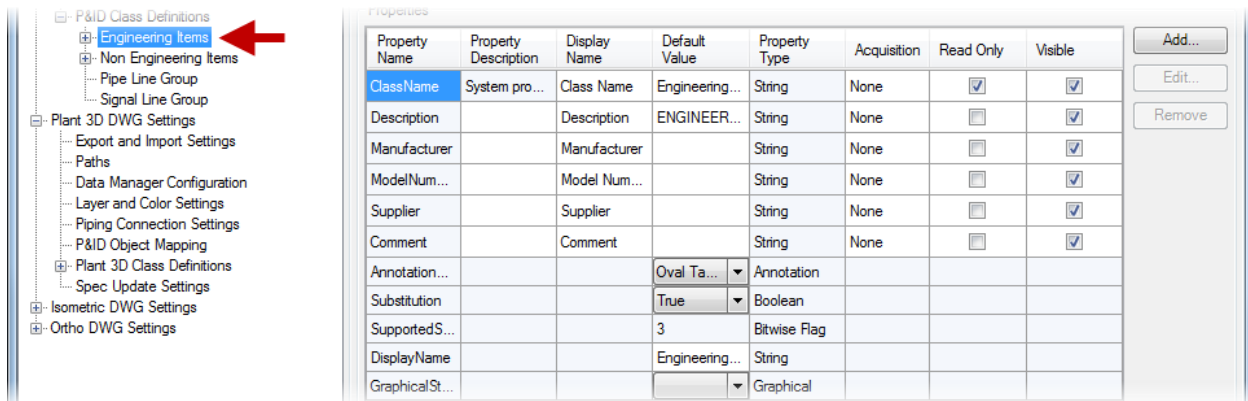 P&ID Class Definitions
Engineering Items
Non Engineering Items
Pipe Line Group
Signal Line Group
Plant 3D DWG Settings
Export and Import Settings
Paths
Data Manager Configuration
Layer and Color Settings
Piping Connection Settings
P&ID Object Mapping
Plant 3D Class Definitions
Spec Update Settings
Isometric DWG Settings
Ortho DWG Settings
Properties
Property Name Property Description Display Name Default Value Property Type Acquisition Read Only Visible
ClassName System pro... Class Name Engineering... String None
Description Description ENGINEER... String None
Manufacturer Manufacturer String None
ModelNum... Model Num... String None
Supplier Supplier String None
Comment Comment String None
Annotation... Oval Ta... Annotation
Substitution True Boolean
SupportedS... 3 Bitwise Flag
DisplayName Engineering... String
GraphicalSt... Graphical
Add...
Edit...
Remove